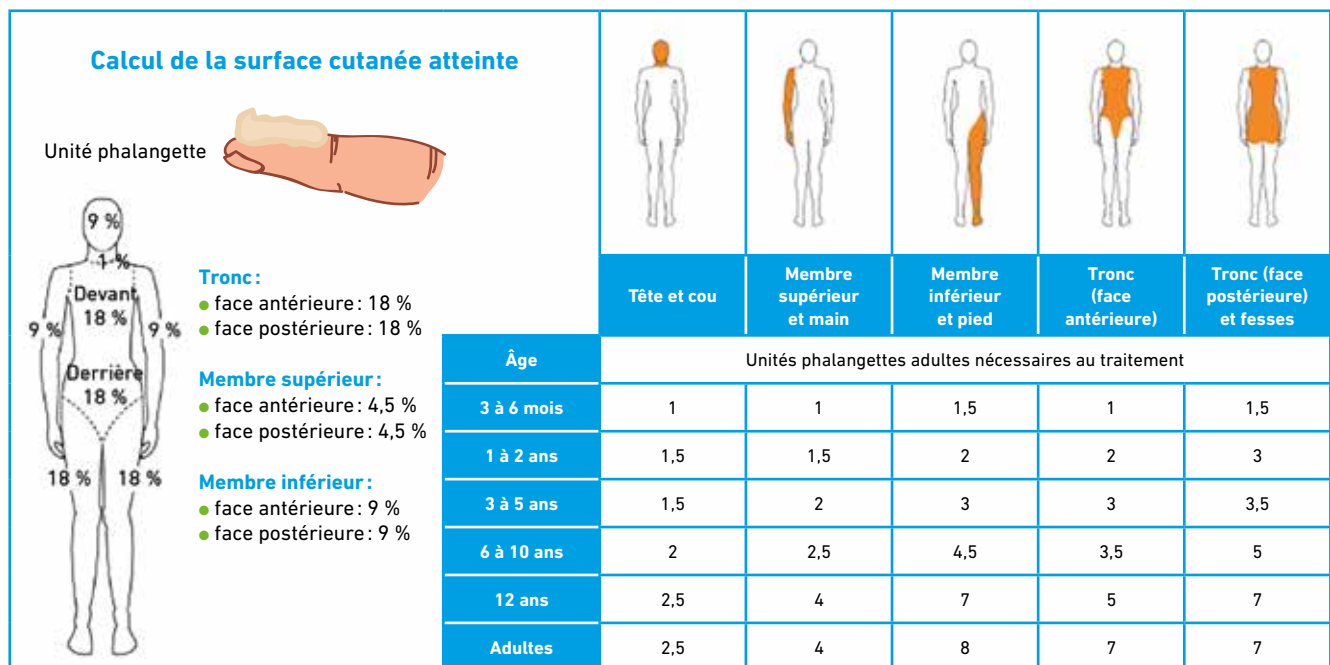 Calcul de la surface cutanée atteinte
Unité phalangette
9 %
1 %
Devant
18 %
9 %
9 %
Derrière
18 %
18 %
18 %
Tronc :
● face antérieure : 18 %
● face postérieure : 18 %
Membre supérieur :
● face antérieure : 4,5 %
● face postérieure : 4,5 %
Membre inférieur :
● face antérieure : 9 %
● face postérieure : 9 %
Tête et cou
Membre
supérieur
et main
Membre
inférieur
et pied
Tronc
(face
antérieure)
Tronc (face
postérieure)
et fesses
Âge Unités phalangettes adultes nécessaires au traitement
3 à 6 mois 1 1 1,5 1 1,5
1 à 2 ans 1,5 1,5 2 2 3
3 à 5 ans 1,5 2 3 3 3,5
6 à 10 ans 2 2,5 4,5 3,5 5
12 ans 2,5 4 7 5 7
Adultes 2,5 4 8 7 7